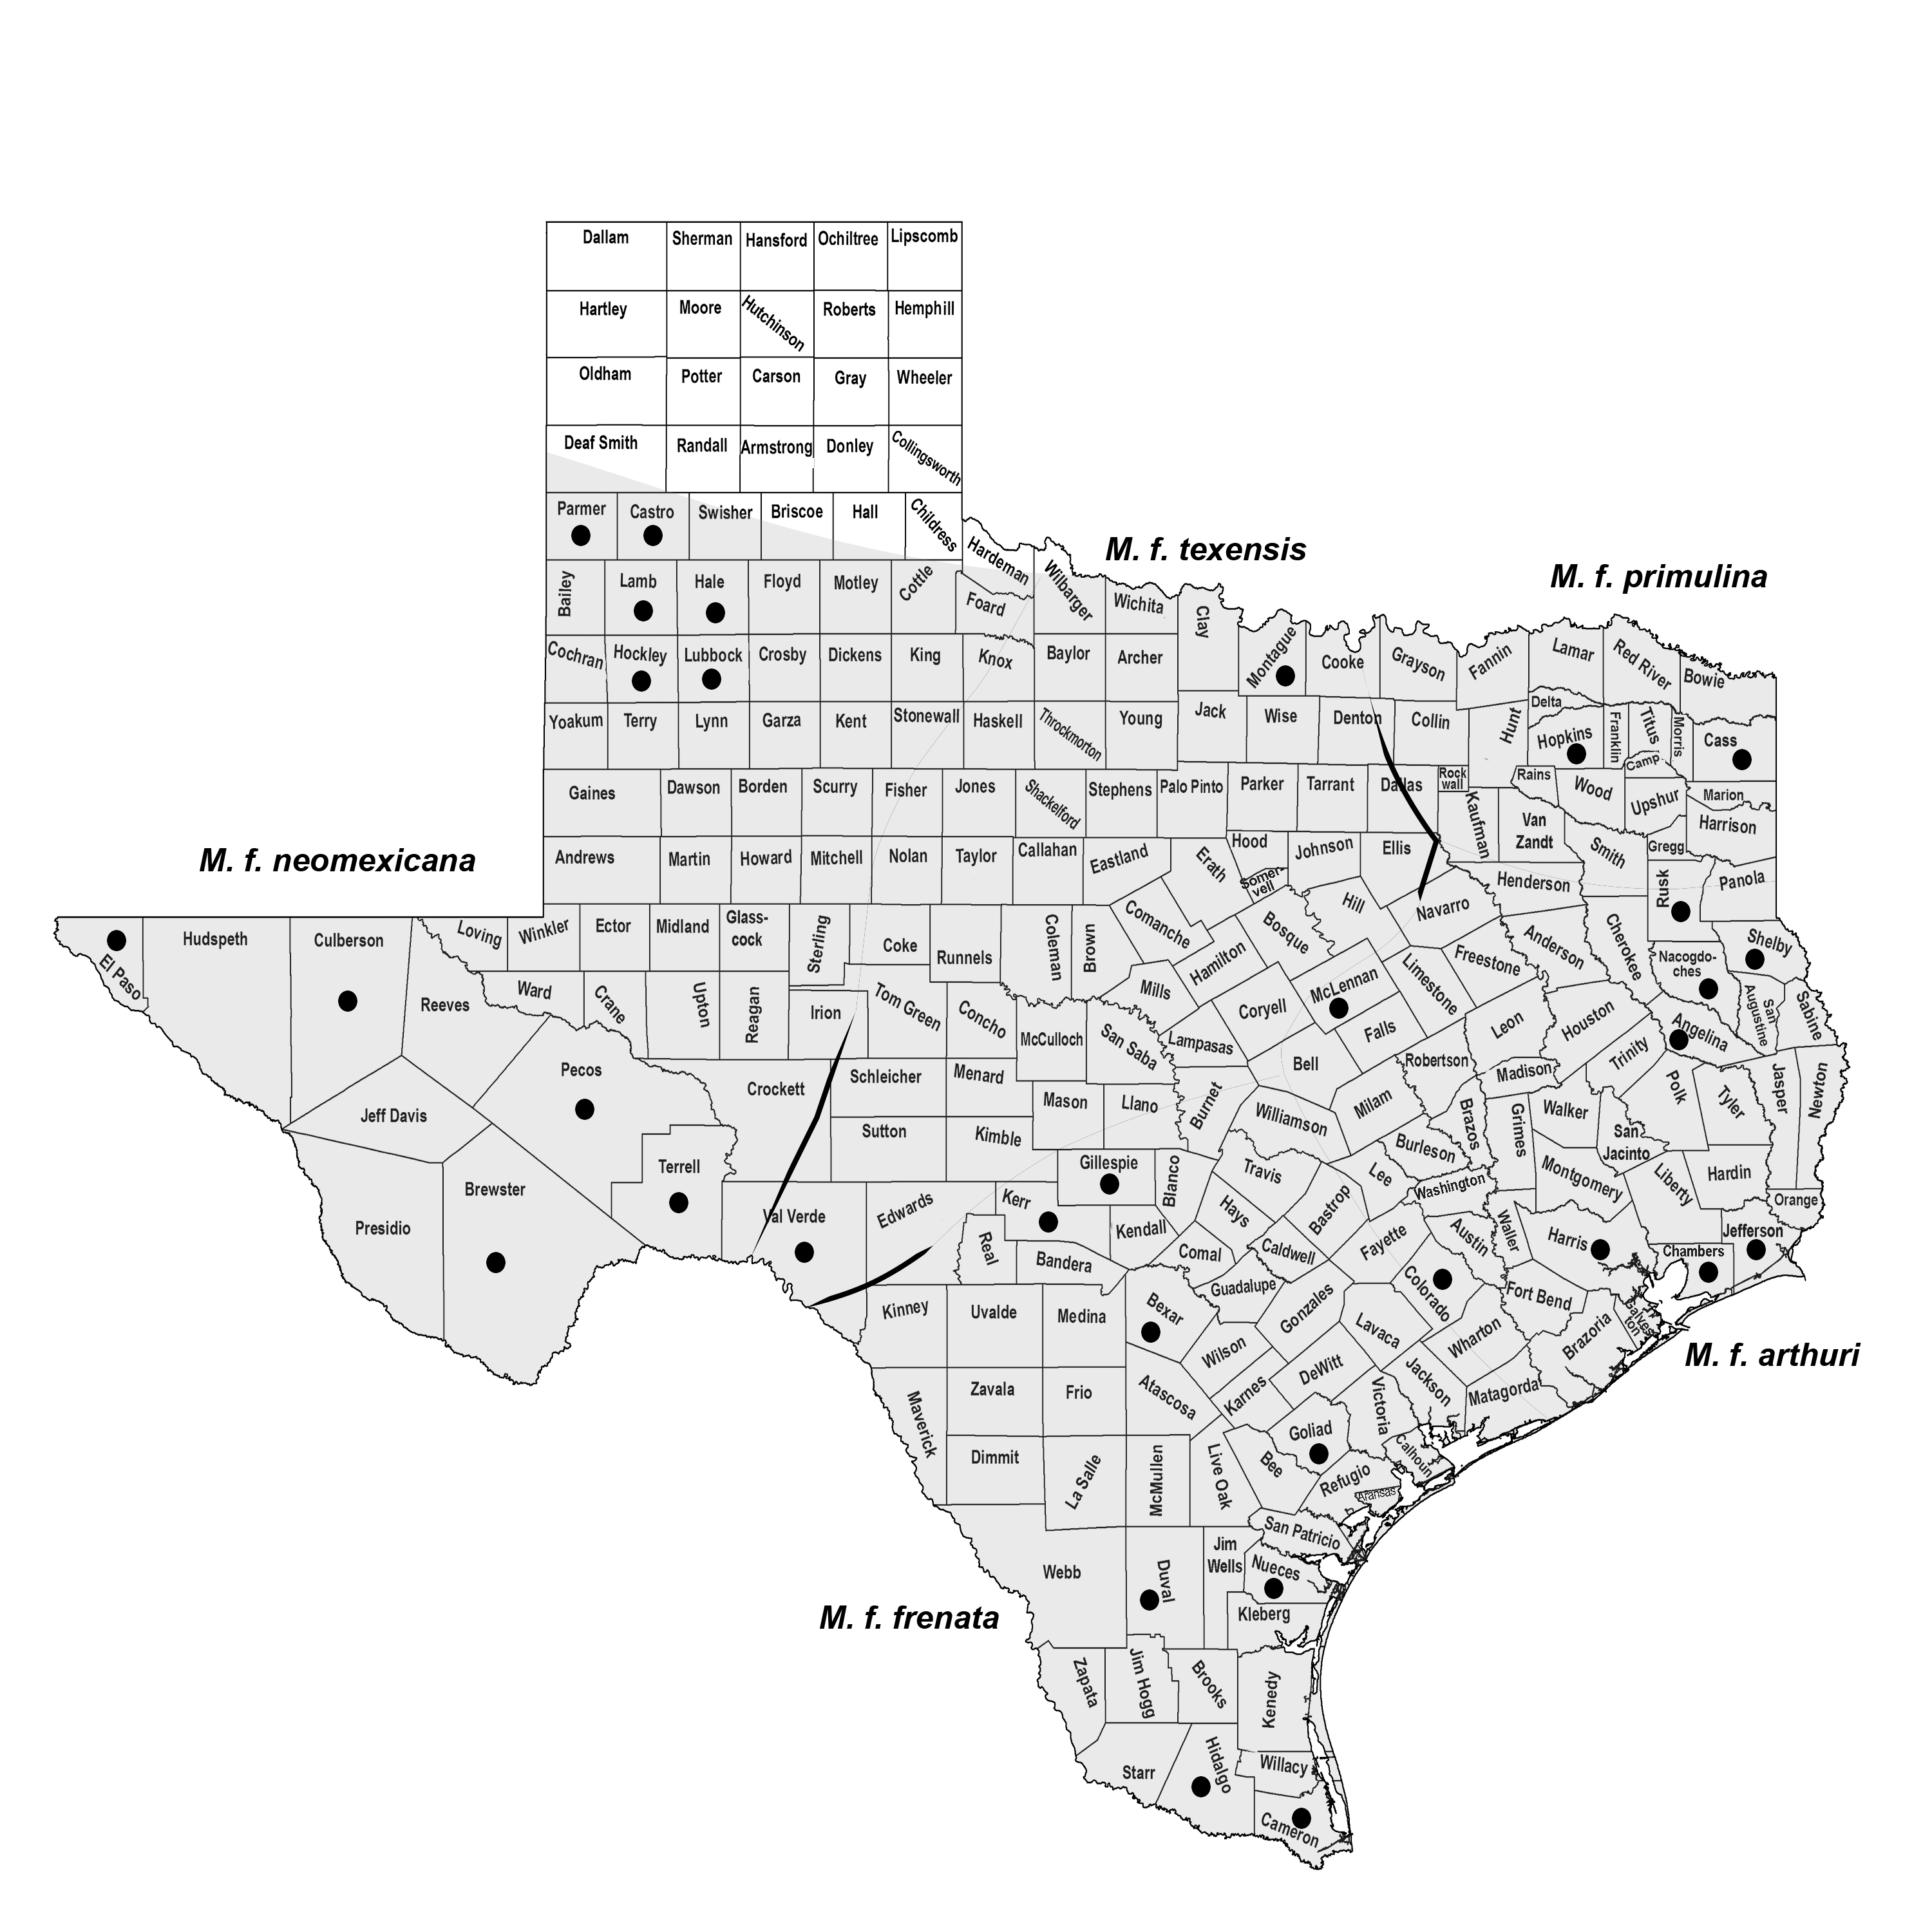 Dallam
Sherman
Hansford
Ochiltree
Lipscomb
Hartley
Moore
Hutchinson
Roberts
Hemphill
Oldham
Potter
Carson
Gray
Wheeler
Deaf Smith
Randall
Armstrong
Donley
Collingsworth
Parmer
Castro
Swisher
Briscoe
Hall
Childress
Hardeman
M. f. texensis
M. f. primulina
Bailey
Lamb
Hale
Floyd
Motley
Cottle
Foard
Wilbarger
Wichita
Clay
Montague
Cooke
Grayson
Fannin
Lamar
Red River
Bowie
Cochran
Hockley
Lubbock
Crosby
Dickens
King
Knox
Baylor
Archer
Yoakum
Terry
Lynn
Garza
Kent
Stonewall
Haskell
Throckmorton
Young
Jack
Wise
Denton
Collin
Hunt
Delta
Hopkins
Franklin
Titus
Morris
Camp
Cass
Gaines
Dawson
Borden
Scurry
Fisher
Jones
Shackelford
Stephens
Palo Pinto
Parker
Tarrant
Dallas
Rock
wall
Kaufman
Rains
Wood
Upshur
Marion
Harrison
Van
Zandt
Smith
Gregg
M. f. neomexicana
Andrews
Martin
Howard
Mitchell
Nolan
Taylor
Callahan
Eastland
Erath
Hood
Somer-
vell
Johnson
Ellis
Henderson
Rusk
Panola
El Paso
Hudspeth
Culberson
Reeves
Loving
Winkler
Ector
Midland
Glass-
cock
Sterling
Coke
Runnels
Coleman
Brown
Comanche
Hamilton
Bosque
Hill
Navarro
Freestone
Anderson
Cherokee
Nacogdo-
ches
Shelby
San
Augustine
Sabine
Ward
Crane
Upton
Reagan
Irion
Tom Green
Concho
McCulloch
San Saba
Mills
Lampasas
Coryell
McLennan
Limestone
Falls
Leon
Houston
Angelina
Trinity
Bell
Robertson
Madison
Polk
Tyler
Jasper
Newton
Jeff Davis
Pecos
Crockett
Schleicher
Menard
Mason
Llano
Burnet
Williamson
Milam
Brazos
Grimes
Walker
San
Jacinto
Presidio
Brewster
Terrell
Val Verde
Sutton
Kimble
Edwards
Kerr
Gillespie
Blanco
Travis
Hays
Bastrop
Lee
Burleson
Washington
Montgomery
Liberty
Hardin
Orange
Real
Bandera
Kendall
Comal
Caldwell
Fayette
Austin
Waller
Harris
Chambers
Jefferson
Kinney
Uvalde
Medina
Bexar
Guadalupe
Gonzales
Colorado
Fort Bend
Galves-
ton
Brazoria
Wilson
Lavaca
Wharton
M. f. arthuri
Maverick
Zavala
Frio
Atascosa
Karnes
DeWitt
Victoria
Jackson
Matagorda
Dimmit
La Salle
McMullen
Live Oak
Bee
Goliad
Refugio
Calhoun
Aransas
San Patricio
Webb
Duval
Jim
Wells
Nueces
Kleberg
M. f. frenata
Zapata
Jim Hogg
Brooks
Kenedy
Starr
Hidalgo
Willacy
Cameron